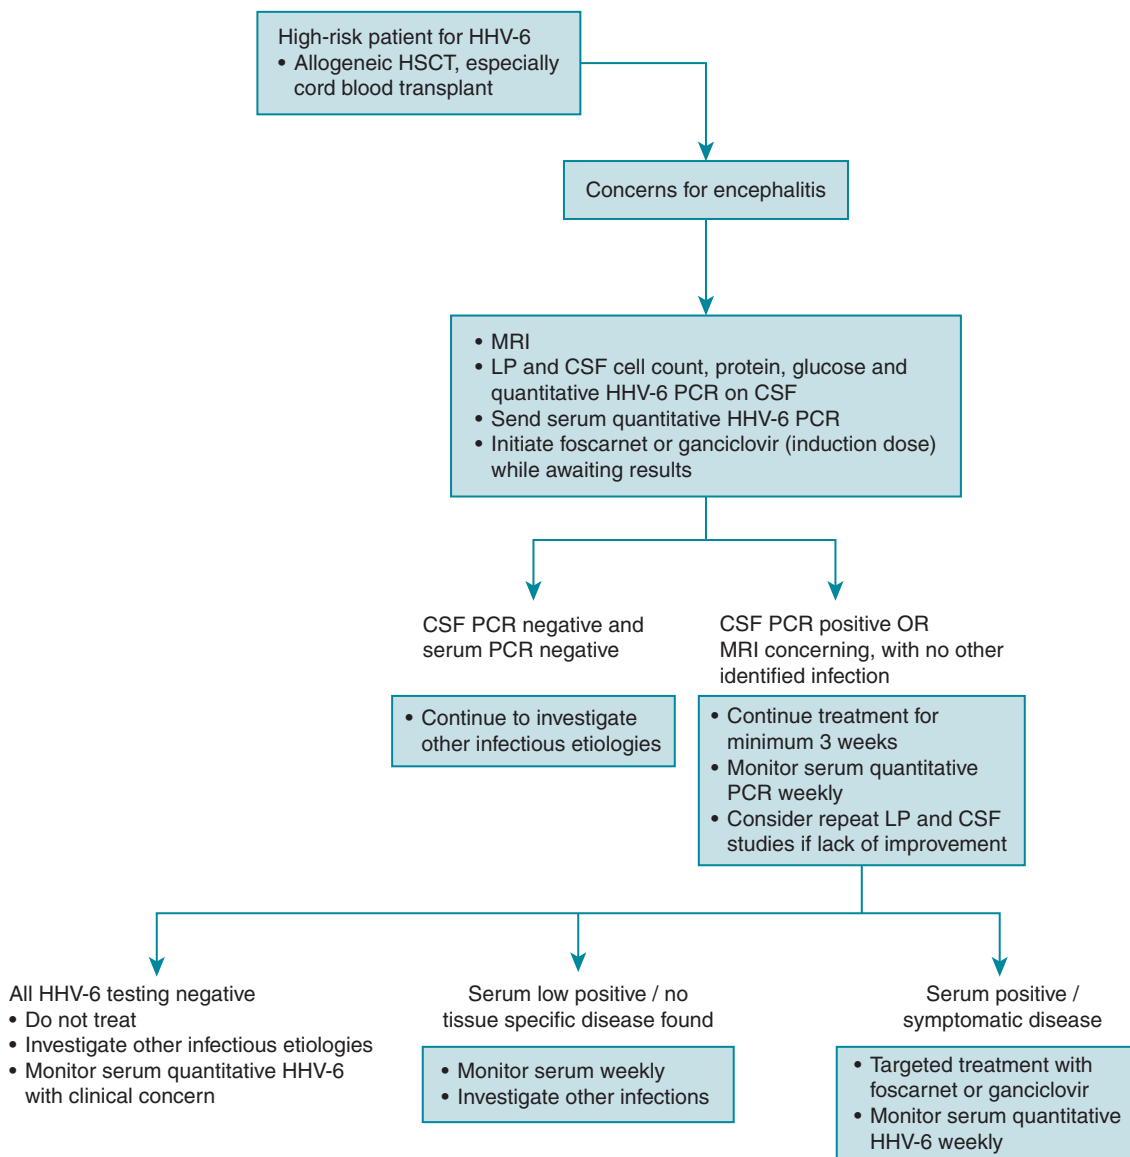 High-risk patient for HHV-6
• Allogeneic HSCT, especially
cord blood transplant
Concerns for encephalitis
• MRI
• LP and CSF cell count, protein, glucose and
quantitative HHV-6 PCR on CSF
• Send serum quantitative HHV-6 PCR
• Initiate foscarnet or ganciclovir (induction dose)
while awaiting results
CSF PCR negative and
serum PCR negative
• Continue to investigate
other infectious etiologies
CSF PCR positive OR
MRI concerning, with no other
identified infection
• Continue treatment for
minimum 3 weeks
• Monitor serum quantitative
PCR weekly
• Consider repeat LP and CSF
studies if lack of improvement
All HHV-6 testing negative
• Do not treat
• Investigate other infectious etiologies
• Monitor serum quantitative HHV-6
with clinical concern
Serum low positive / no
tissue specific disease found
• Monitor serum weekly
• Investigate other infections
Serum positive /
symptomatic disease
• Targeted treatment with
foscarnet or ganciclovir
• Monitor serum quantitative
HHV-6 weekly